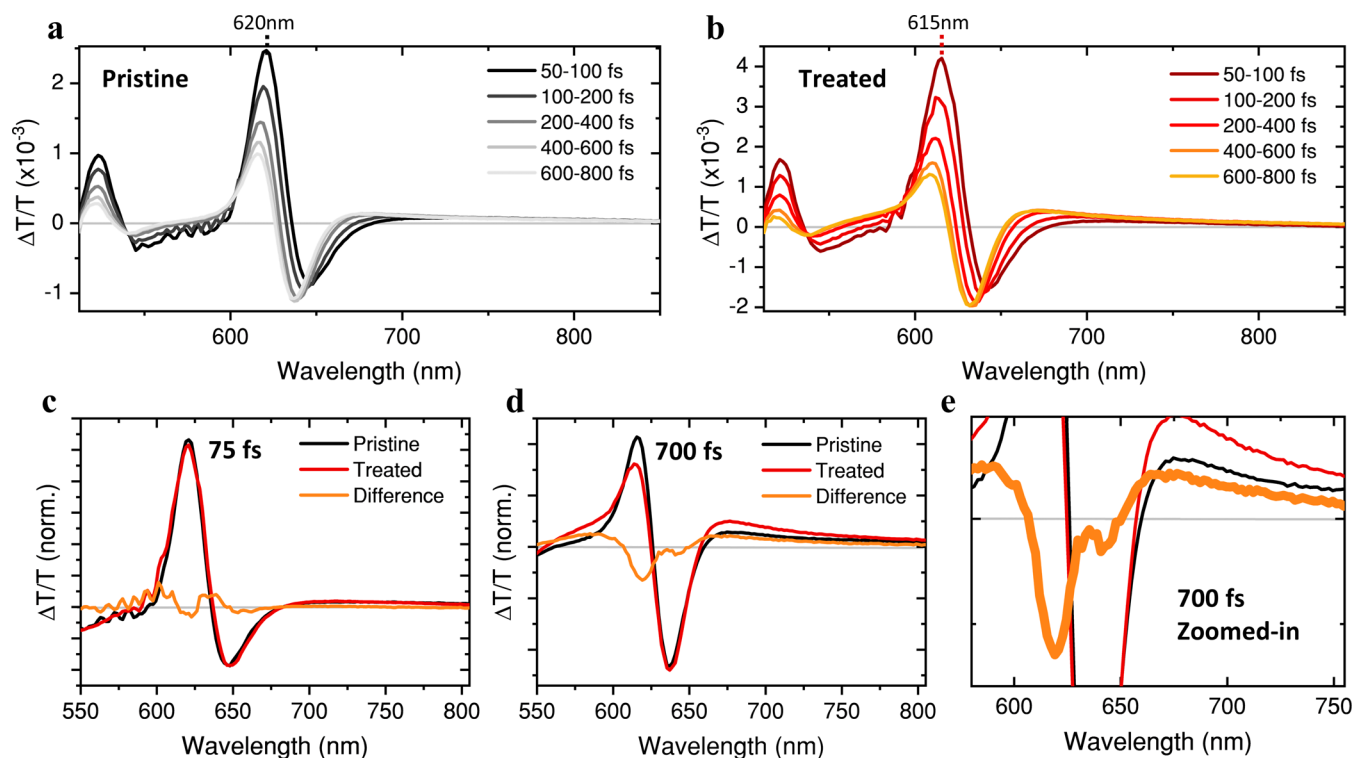 a
620nm
Pristine
50-100 fs
100-200 fs
200-400 fs
400-600 fs
600-800 fs
2
1
0
-1
ΔT/T (x10-3)
600
700
800
Wavelength (nm)
b
615nm
Treated
50-100 fs
100-200 fs
200-400 fs
400-600 fs
600-800 fs
4
3
2
1
0
-1
-2
ΔT/T (x10-3)
600
700
800
Wavelength (nm)
c
75 fs
Pristine
Treated
Difference
ΔT/T (norm.)
550
600
650
700
750
800
Wavelength (nm)
d
700 fs
Pristine
Treated
Difference
ΔT/T (norm.)
550
600
650
700
750
800
Wavelength (nm)
e
700 fs
Zoomed-in
600
650
700
750
Wavelength (nm)